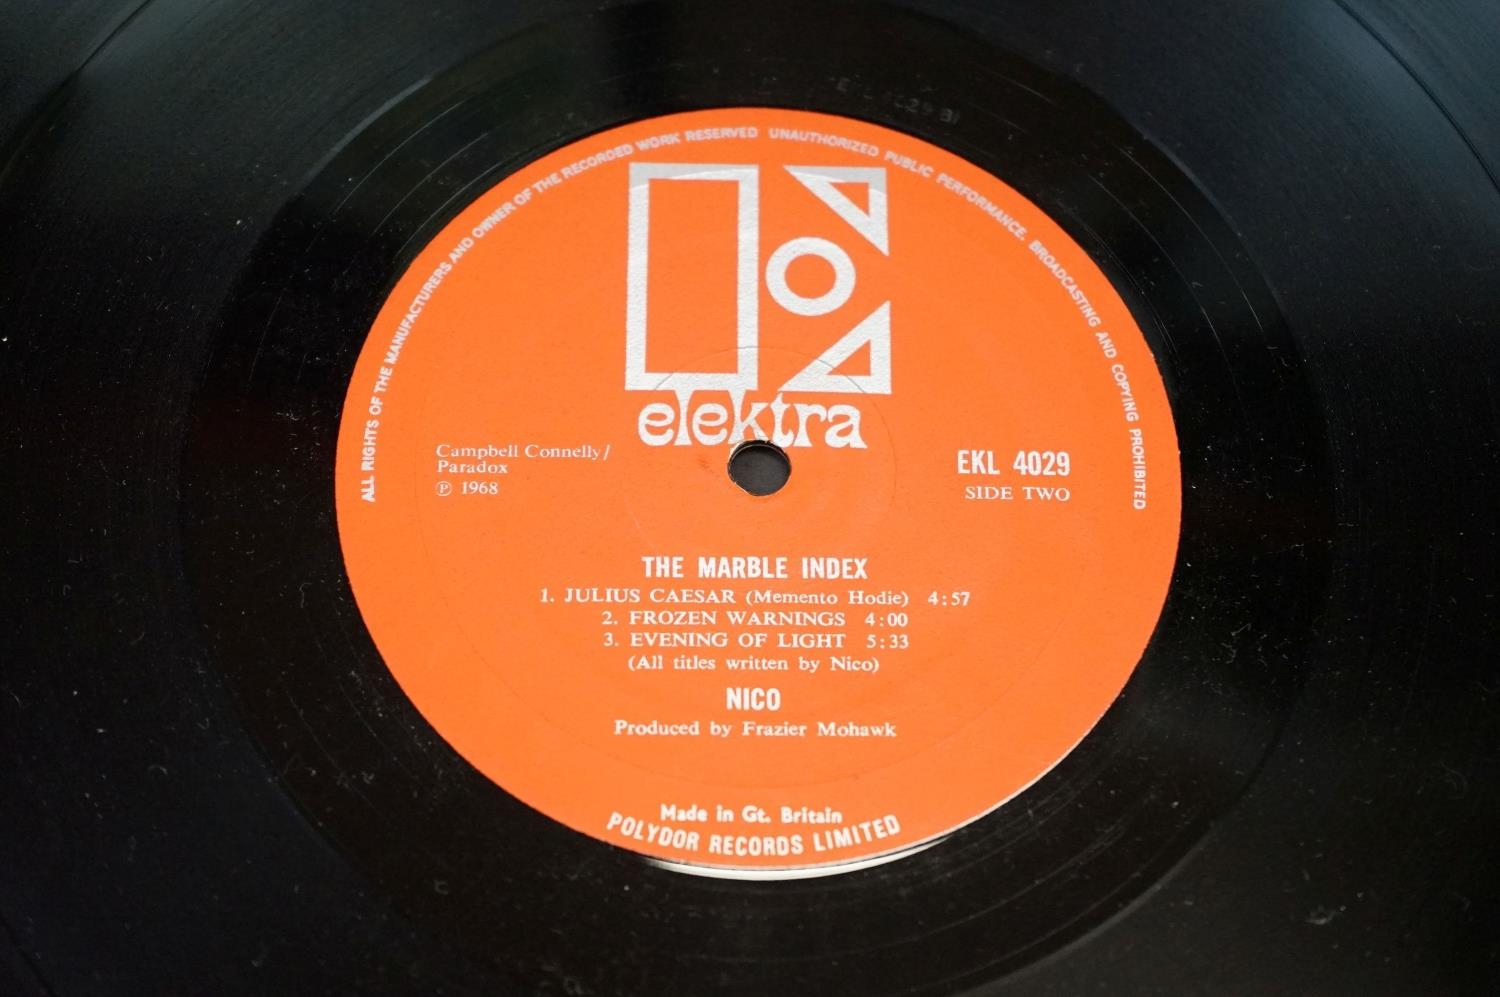 ALL RIGHTS OF THE MANUFACTURERS AND OWNER OF THE RECORDED WORK RESERVED UNAUTHORIZED PUBLIC PERFORMANCE, BROADCASTING AND COPYING PROHIBITED
elektra
Campbell Connelly/
Paradox
℗ 1968
EKL 4029
SIDE TWO
THE MARBLE INDEX
1. JULIUS CAESAR (Memento Hodie) 4:57
2. FROZEN WARNINGS 4:00
3. EVENING OF LIGHT 5:33
(All titles written by Nico)
NICO
Produced by Frazier Mohawk
Made in Gt. Britain
POLYDOR RECORDS LIMITED